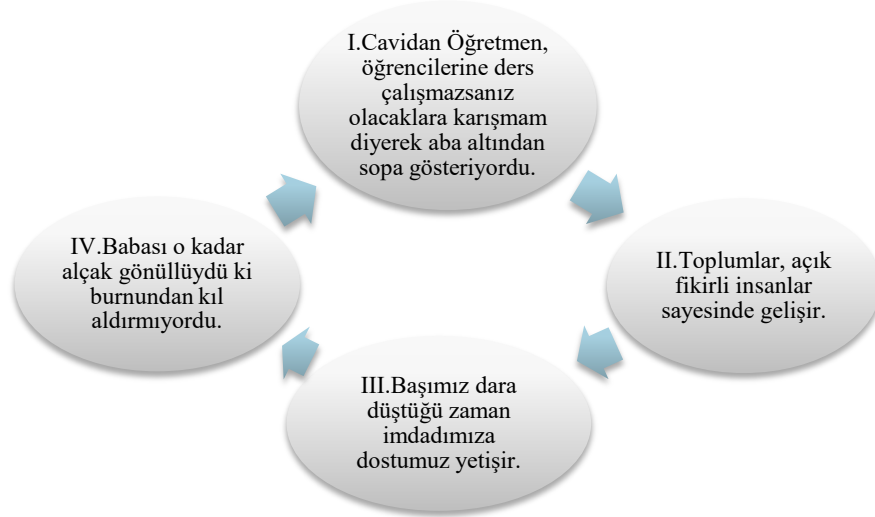 I.Cavidan Öğretmen,
öğrencilerine ders
çalışmazsanız
olacaklara karışmam
diyerek aba altından
sopa gösteriyordu.
II.Toplumlar, açık
fikirli insanlar
sayesinde gelişir.
III.Başımız dara
düştüğü zaman
imdadımıza
dostumuz yetişir.
IV.Babası o kadar
alçak gönüllüydü ki
burnundan kıl
aldırmıyordu.